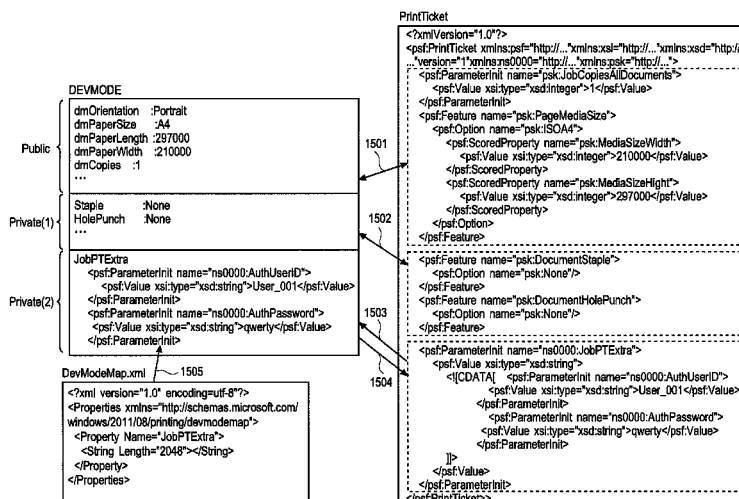 PrintTicket
<?xmlVersion="1.0"?>
<psf:PrintTicket xmlns:psf="http://..."xmlns:xsi="http://..."xmlns:xsd="http://
..."version="1"xmlns:ns0000="http://..."xmlns:psk="http://...">
<psf:ParameterInit name="psk:JobCopiesAllDocuments">
<psf:Value xsi:type="xsd:integer">1</psf:Value>
</psf:ParameterInit>
<psf:Feature name="psk:PageMediaSize">
<psf:Option name="psk:ISOA4">
<psf:ScoredProperty name="psk:MediaSizeWidth">
<psf:Value xsi:type="xsd:integer">210000</psf:Value>
</psf:ScoredProperty>
<psf:ScoredProperty name="psk:MediaSizeHight">
<psf:Value xsi:type="xsd:integer">297000</psf:Value>
</psf:ScoredProperty>
</psf:Option>
</psf:Feature>
<psf:Feature name="psk:DocumentStaple">
<psf:Option name="psk:None"/>
</psf:Feature>
<psf:Feature name="psk:DocumentHolePunch">
<psf:Option name="psk:None"/>
</psf:Feature>
<psf:ParameterInit name="ns0000:JobPTExtra">
<psf:Value xsi:type="xsd:string">
<![CDATA[ <psf:ParameterInit name="ns0000:AuthUserID">
<psf:Value xsi:type="xsd:string">User_001</psf:Value>
</psf:ParameterInit>
<psf:ParameterInit name="ns0000:AuthPassword">
<psf:Value xsi:type="xsd:string">qwerty</psf:Value>
</psf:ParameterInit>
]]>
</psf:Value>
</psf:ParameterInit>
</psf:PrintTicket>
DEVMODE
Public
dmOrientation :Portrait
dmPaperSize :A4
dmPaperLength :297000
dmPaperWidth :210000
dmCopies :1
...
Private(1)
Staple :None
HolePunch :None
...
Private(2)
JobPTExtra
<psf:ParameterInit name="ns0000:AuthUserID">
<psf:Value xsi:type="xsd:string">User_001</psf:Value>
</psf:ParameterInit>
<psf:ParameterInit name="ns0000:AuthPassword">
<psf:Value xsi:type="xsd:string">qwerty</psf:Value>
</psf:ParameterInit>
1501
1502
1503
1504
1505
DevModeMap.xml
<?xml version="1.0" encoding=utf-8"?>
<Properties xmlns="http://schemas.microsoft.com/
windows/2011/08/printing/devmodemap">
<Property Name="JobPTExtra">
<String Length="2048"></String>
</Property>
</Properties>